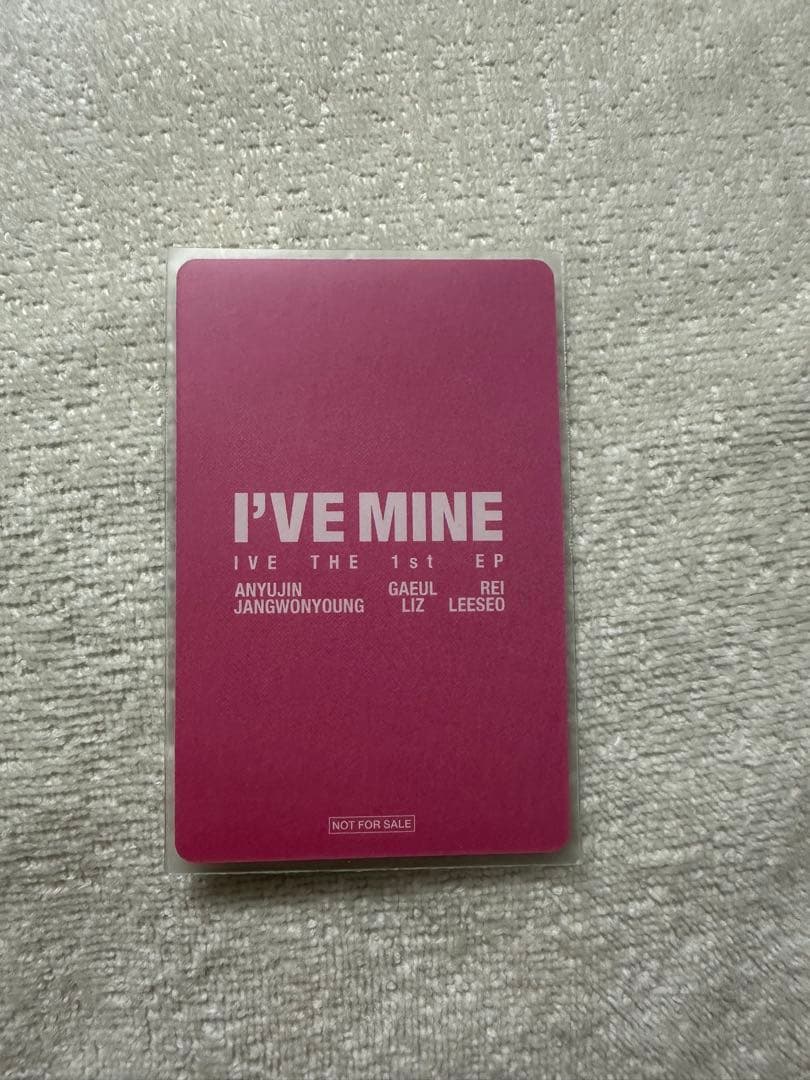 I'VE MINE
IVE THE 1st EP
ANYUJIN GAEUL REI
JANGWONYOUNG LIZ LEESEO
NOT FOR SALE